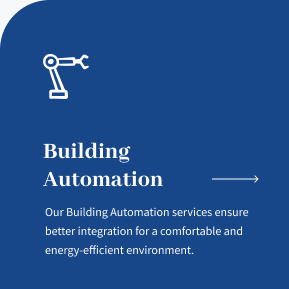 Building
Automation
Our Building Automation services ensure
better integration for a comfortable and
energy-efficient environment.